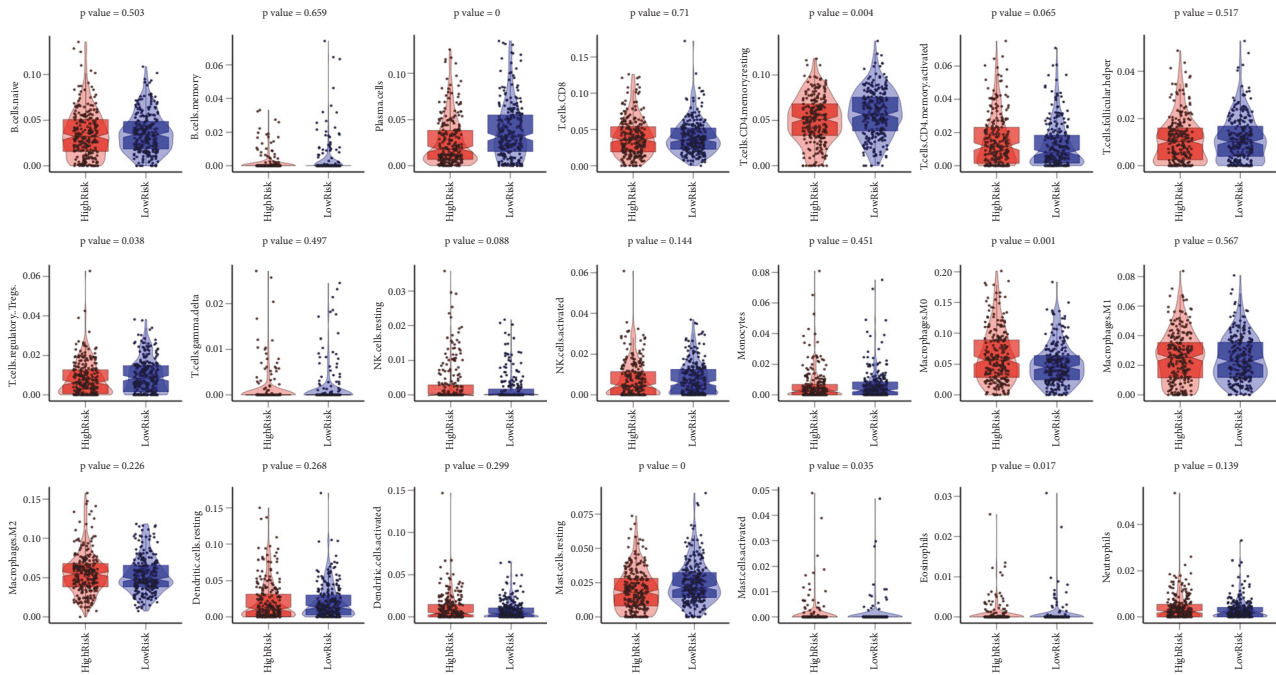 p value = 0.503
B.cells.naive
0.10
0.05
0.00
HighRisk
LowRisk
p value = 0.659
B.cells.memory
0.06
0.04
0.02
0.00
HighRisk
LowRisk
p value = 0
Plasma.cells
0.10
0.05
0.00
HighRisk
LowRisk
p value = 0.71
T.cells.CD8
0.15
0.10
0.05
0.00
HighRisk
LowRisk
p value = 0.004
T.cells.CD4.memory.resting
0.10
0.05
0.00
HighRisk
LowRisk
p value = 0.065
T.cells.CD4.memory.activated
0.06
0.04
0.02
0.00
HighRisk
LowRisk
p value = 0.517
T.cells.follicular.helper
0.04
0.02
0.00
HighRisk
LowRisk
p value = 0.038
T.cells.regulatory..Tregs.
0.06
0.04
0.02
0.00
HighRisk
LowRisk
p value = 0.497
T.cells.gamma.delta
0.02
0.01
0.00
HighRisk
LowRisk
p value = 0.088
NK.cells.resting
0.03
0.02
0.01
0.00
HighRisk
LowRisk
p value = 0.144
NK.cells.activated
0.06
0.04
0.02
0.00
HighRisk
LowRisk
p value = 0.451
Monocytes
0.08
0.06
0.04
0.02
0.00
HighRisk
LowRisk
p value = 0.001
Macrophages.M0
0.20
0.15
0.10
0.05
0.00
HighRisk
LowRisk
p value = 0.567
Macrophages.M1
0.08
0.06
0.04
0.02
0.00
HighRisk
LowRisk
p value = 0.226
Macrophages.M2
0.15
0.10
0.05
0.00
HighRisk
LowRisk
p value = 0.268
Dendritic.cells.resting
0.15
0.10
0.05
0.00
HighRisk
LowRisk
p value = 0.299
Dendritic.cells.activated
0.15
0.10
0.05
0.00
HighRisk
LowRisk
p value = 0
Mast.cells.resting
0.075
0.050
0.025
0.000
HighRisk
LowRisk
p value = 0.035
Mast.cells.activated
0.05
0.04
0.03
0.02
0.01
0.00
HighRisk
LowRisk
p value = 0.017
Eosinophils
0.03
0.02
0.01
0.00
HighRisk
LowRisk
p value = 0.139
Neutrophils
0.04
0.02
0.00
HighRisk
LowRisk